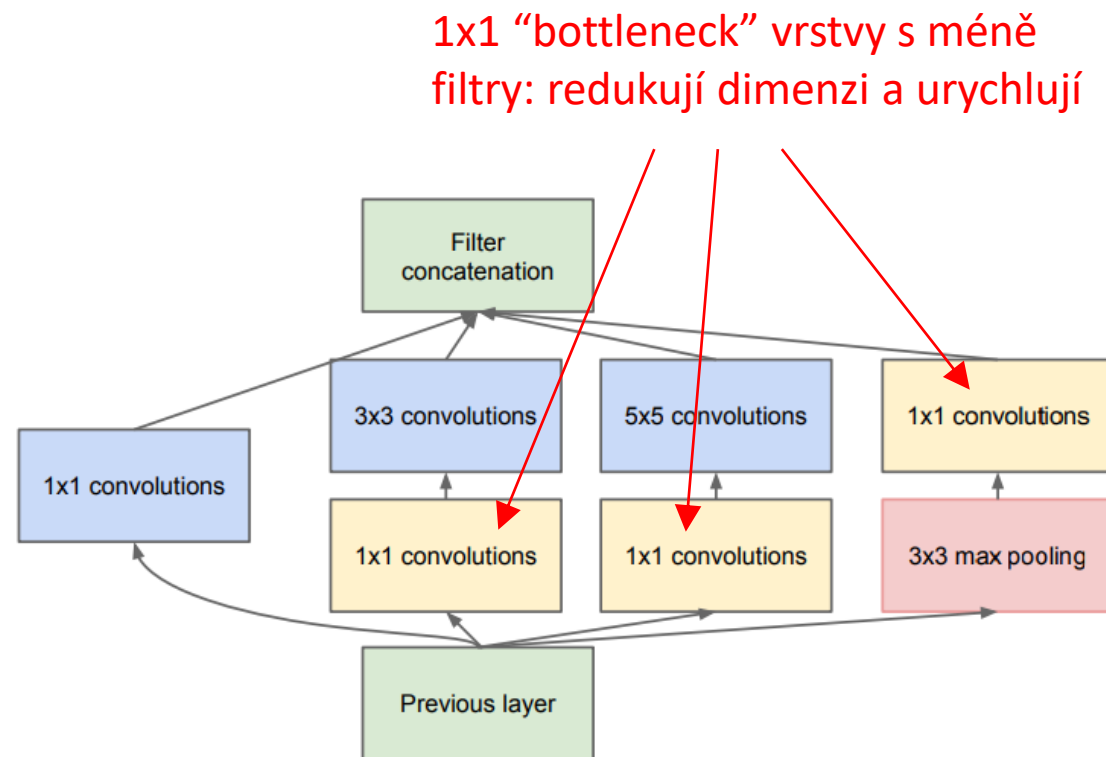 1x1 “bottleneck” vrstvy s méně
filtry: redukují dimenzi a urychlují
Filter
concatenation
3x3 convolutions
5x5 convolutions
1x1 convolutions
1x1 convolutions
1x1 convolutions
1x1 convolutions
3x3 max pooling
Previous layer